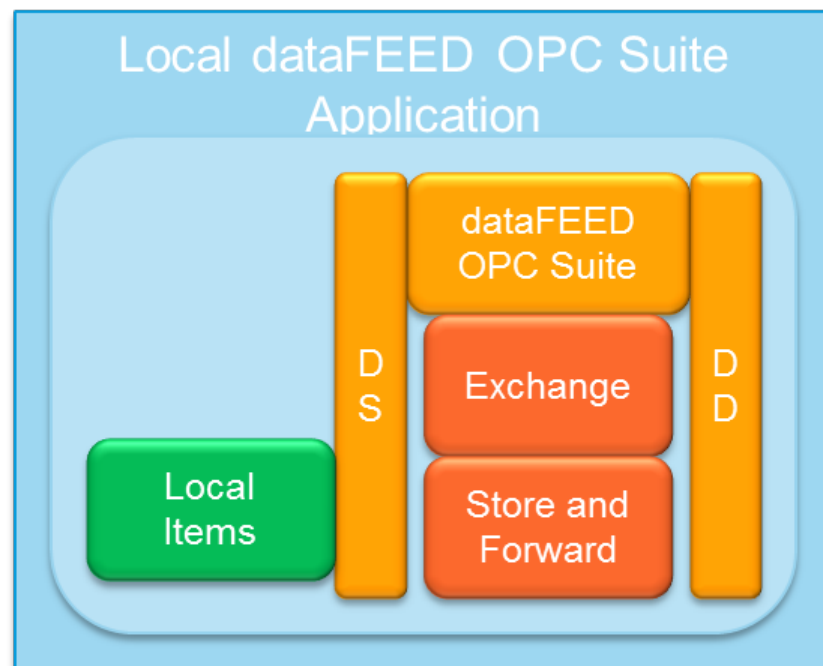 Local dataFEED OPC Suite
Application
dataFEED
OPC Suite
D
S
Exchange
D
D
Local
Items
Store and
Forward